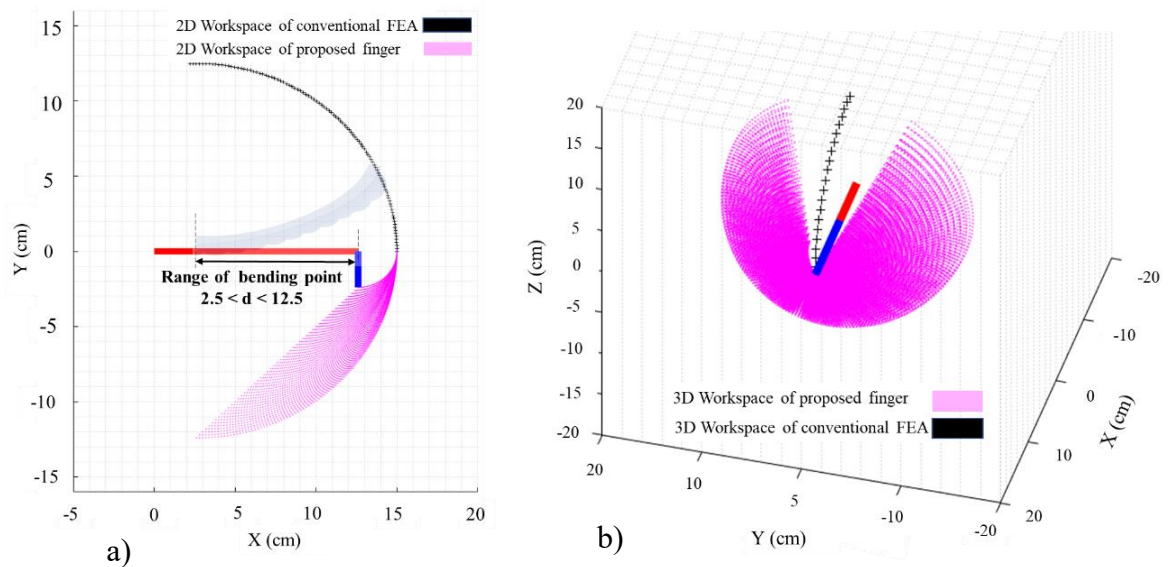 2D Workspace of conventional FEA
2D Workspace of proposed finger
15
10
5
0
-5
-10
-15
Y (cm)
Range of bending point
2.5 < d < 12.5
-5
0
5
10
15
20
X (cm)
a)
20
15
10
5
0
-5
-10
-15
-20
Z (cm)
3D Workspace of proposed finger
3D Workspace of conventional FEA
20
10
5
-10
-20
Y (cm)
-20
-10
0
10
20
X (cm)
b)